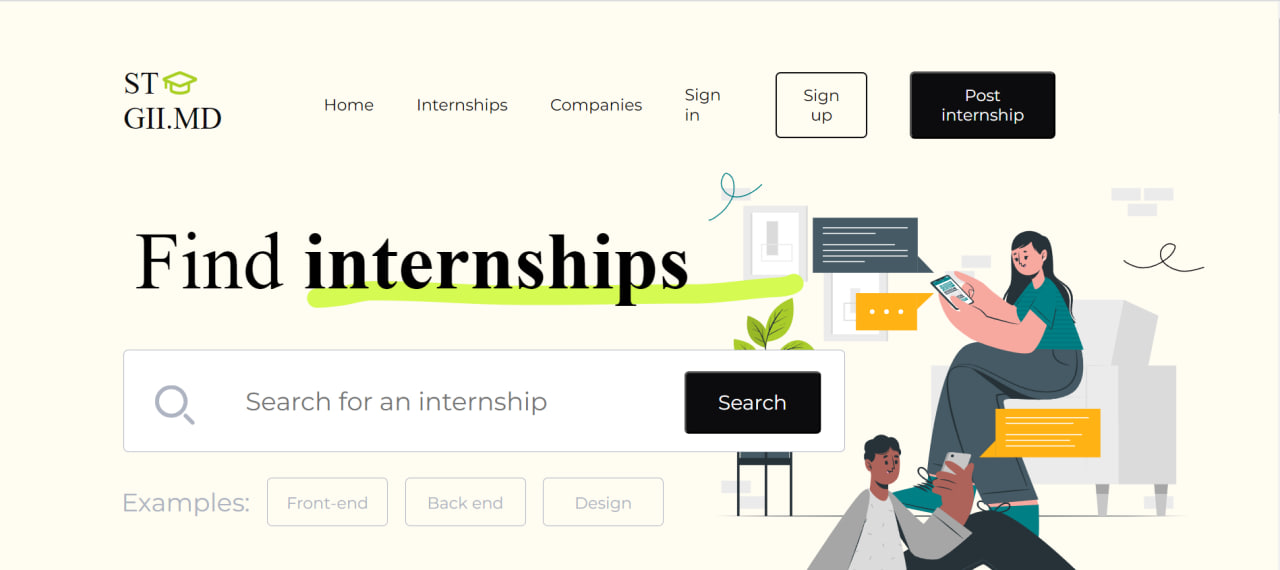 ST
GII.MD
Home
Internships
Companies
Sign
in
Sign
up
Post
internship
Find internships
Search for an internship
Search
Examples:
Front-end
Back end
Design